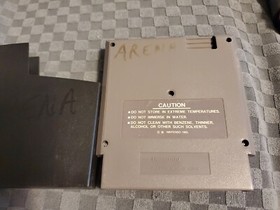 AREN
CAUTION
●DO NOT STORE IN EXTREME TEMPERATURES.
●DO NOT IMMERSE IN WATER.
●DO NOT CLEAN WITH BENZENE, THINNER,
ALCOHOL OR OTHER SUCH SOLVENTS.